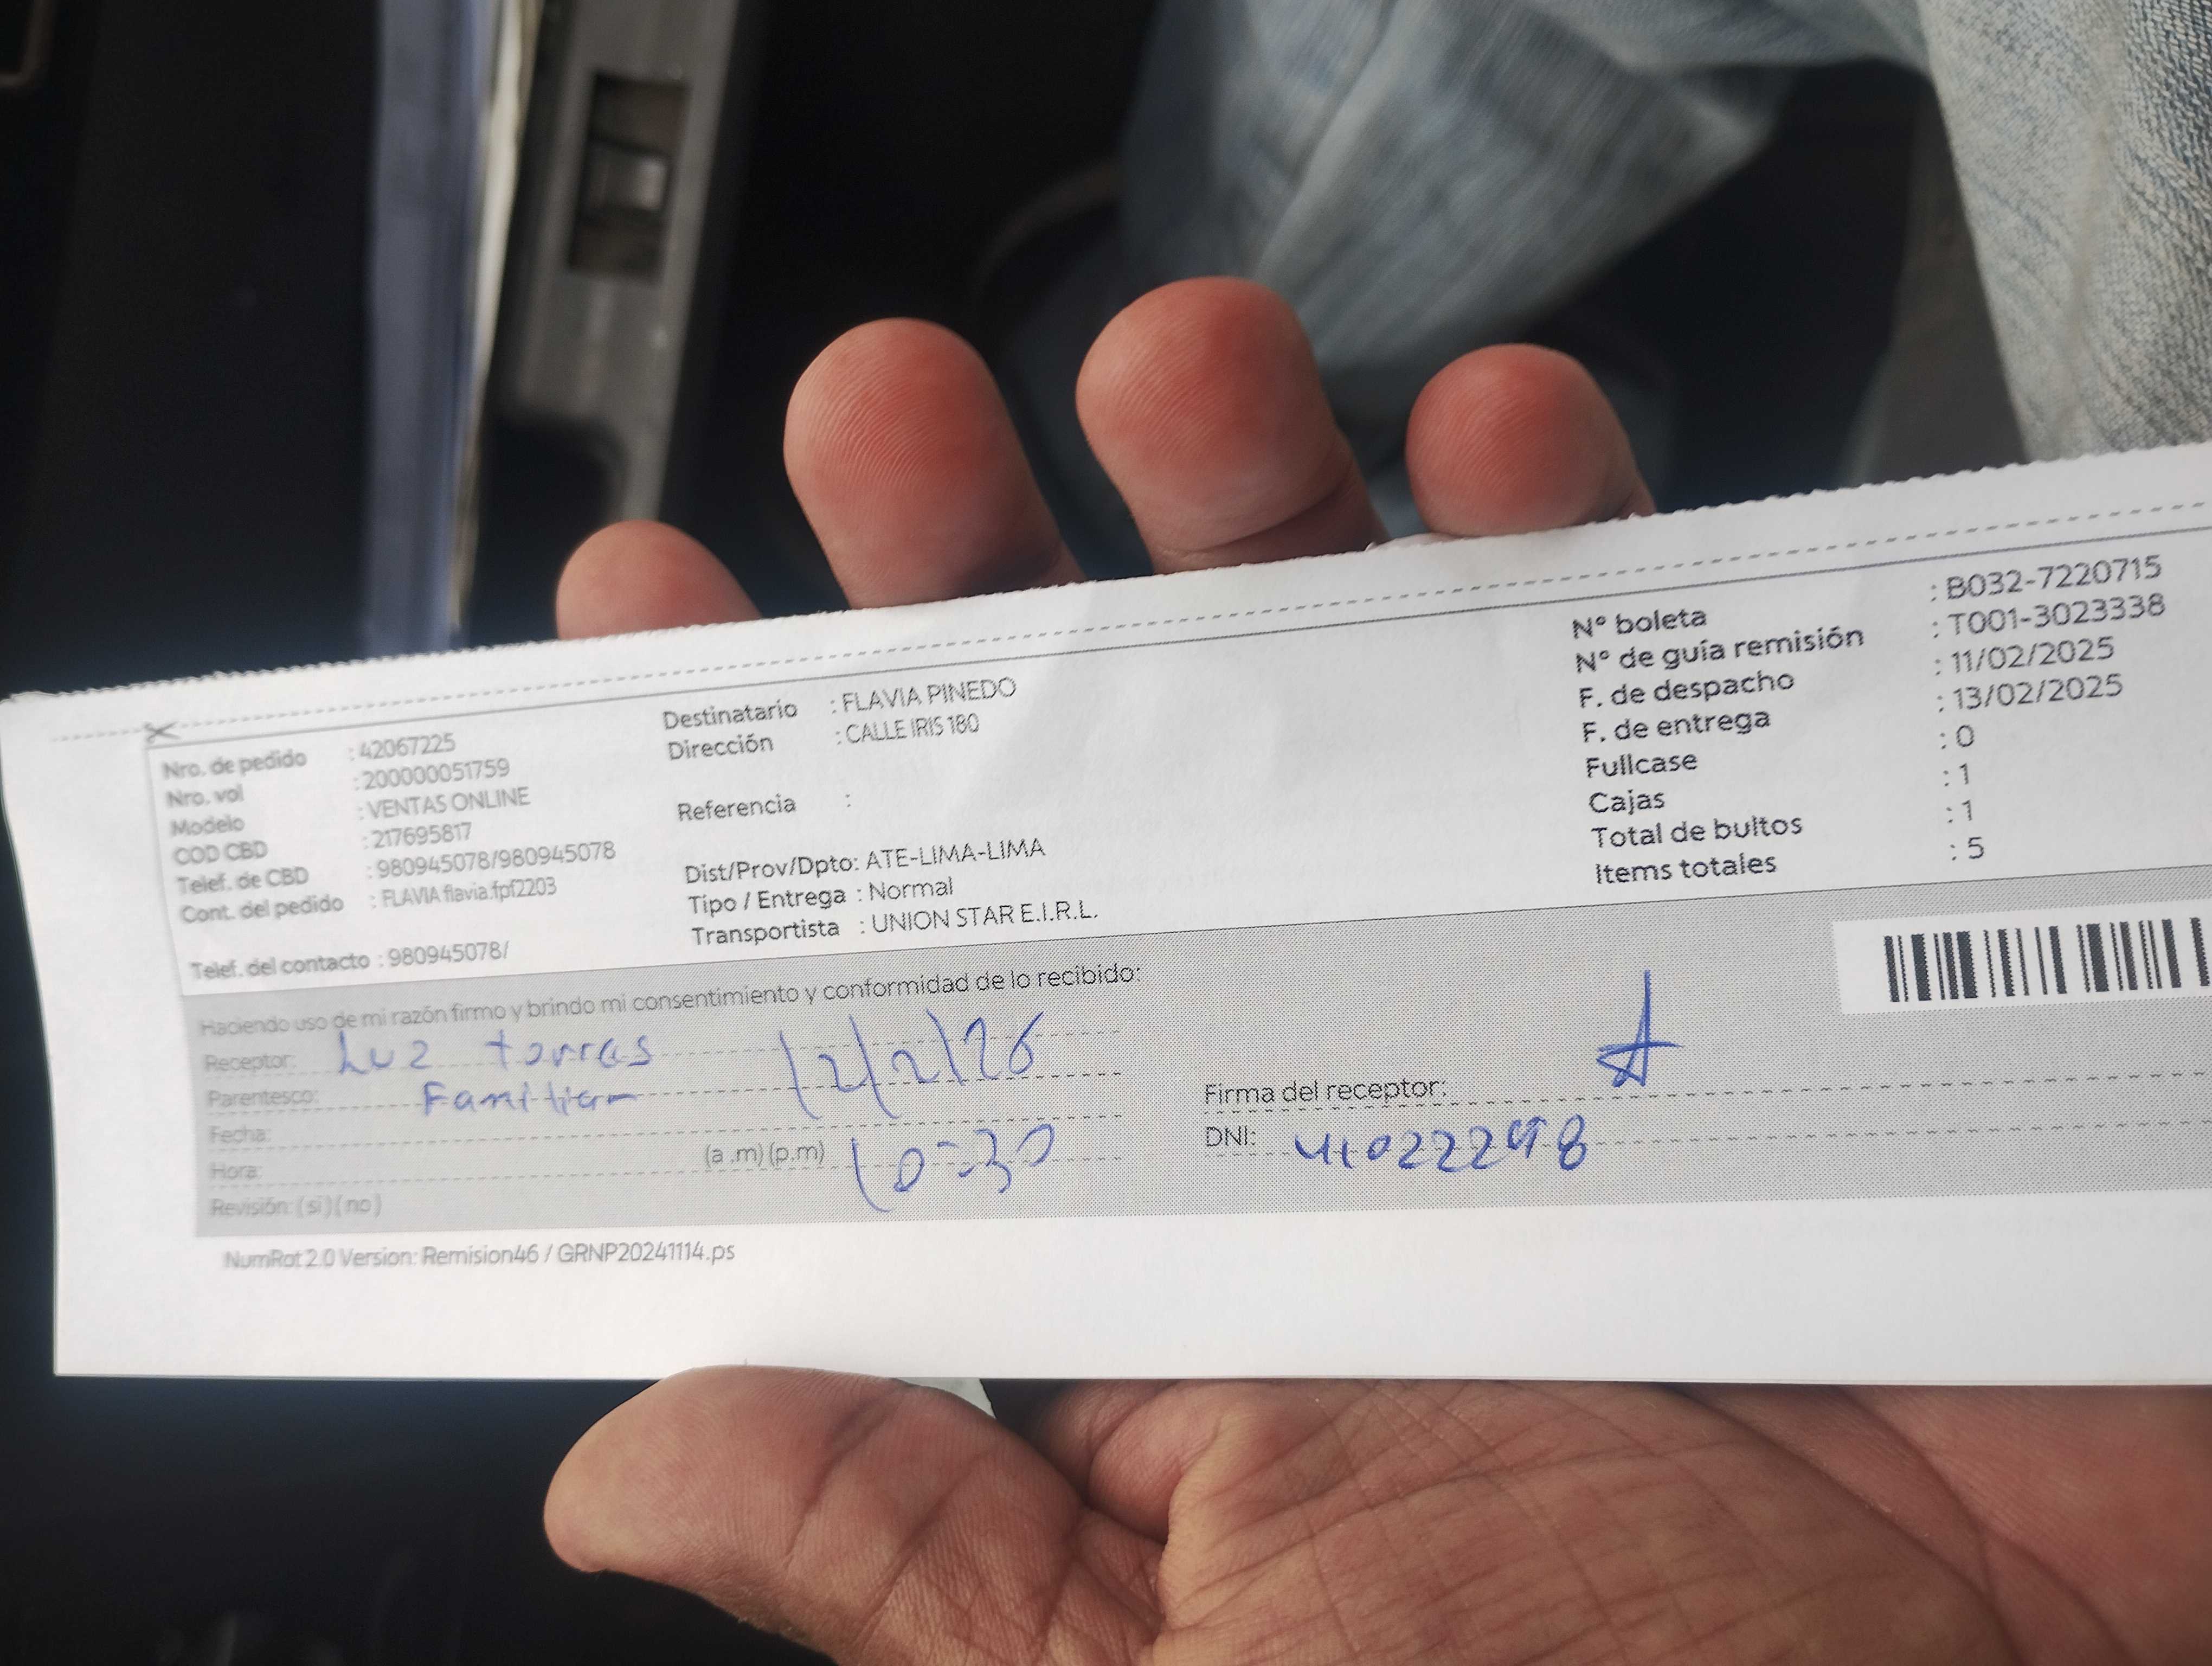 Nro. de pedido : 42067225
Nro. vol : 200000051759
Modelo : VENTAS ONLINE
COD CBD : 217695817
Telef. de CBD : 980945078/980945078
Cont. del pedido : FLAVIA flavia.fpf2203
Telef. del contacto : 980945078/
Destinatario : FLAVIA PINEDO
Dirección : CALLE IRIS 180
Referencia :
Dist/Prov/Dpto: ATE-LIMA-LIMA
Tipo / Entrega : Normal
Transportista : UNION STAR E.I.R.L.
N° boleta : B032-7220715
N° de guía remisión : T001-3023338
F. de despacho : 11/02/2025
F. de entrega : 13/02/2025
Fullcase : 0
Cajas : 1
Total de bultos : 1
Items totales : 5
Haciendo uso de mi razón firmo y brindo mi consentimiento y conformidad de lo recibido:
Receptor: Luz torres
Parentesco: Familiar
Fecha: 12/2/26
Hora: (a .m) (p.m) 10:30
Revisión: ( si ) ( no )
Firma del receptor:
DNI: 41022298
NumRot 2.0 Version: Remision46 / GRNP20241114.ps